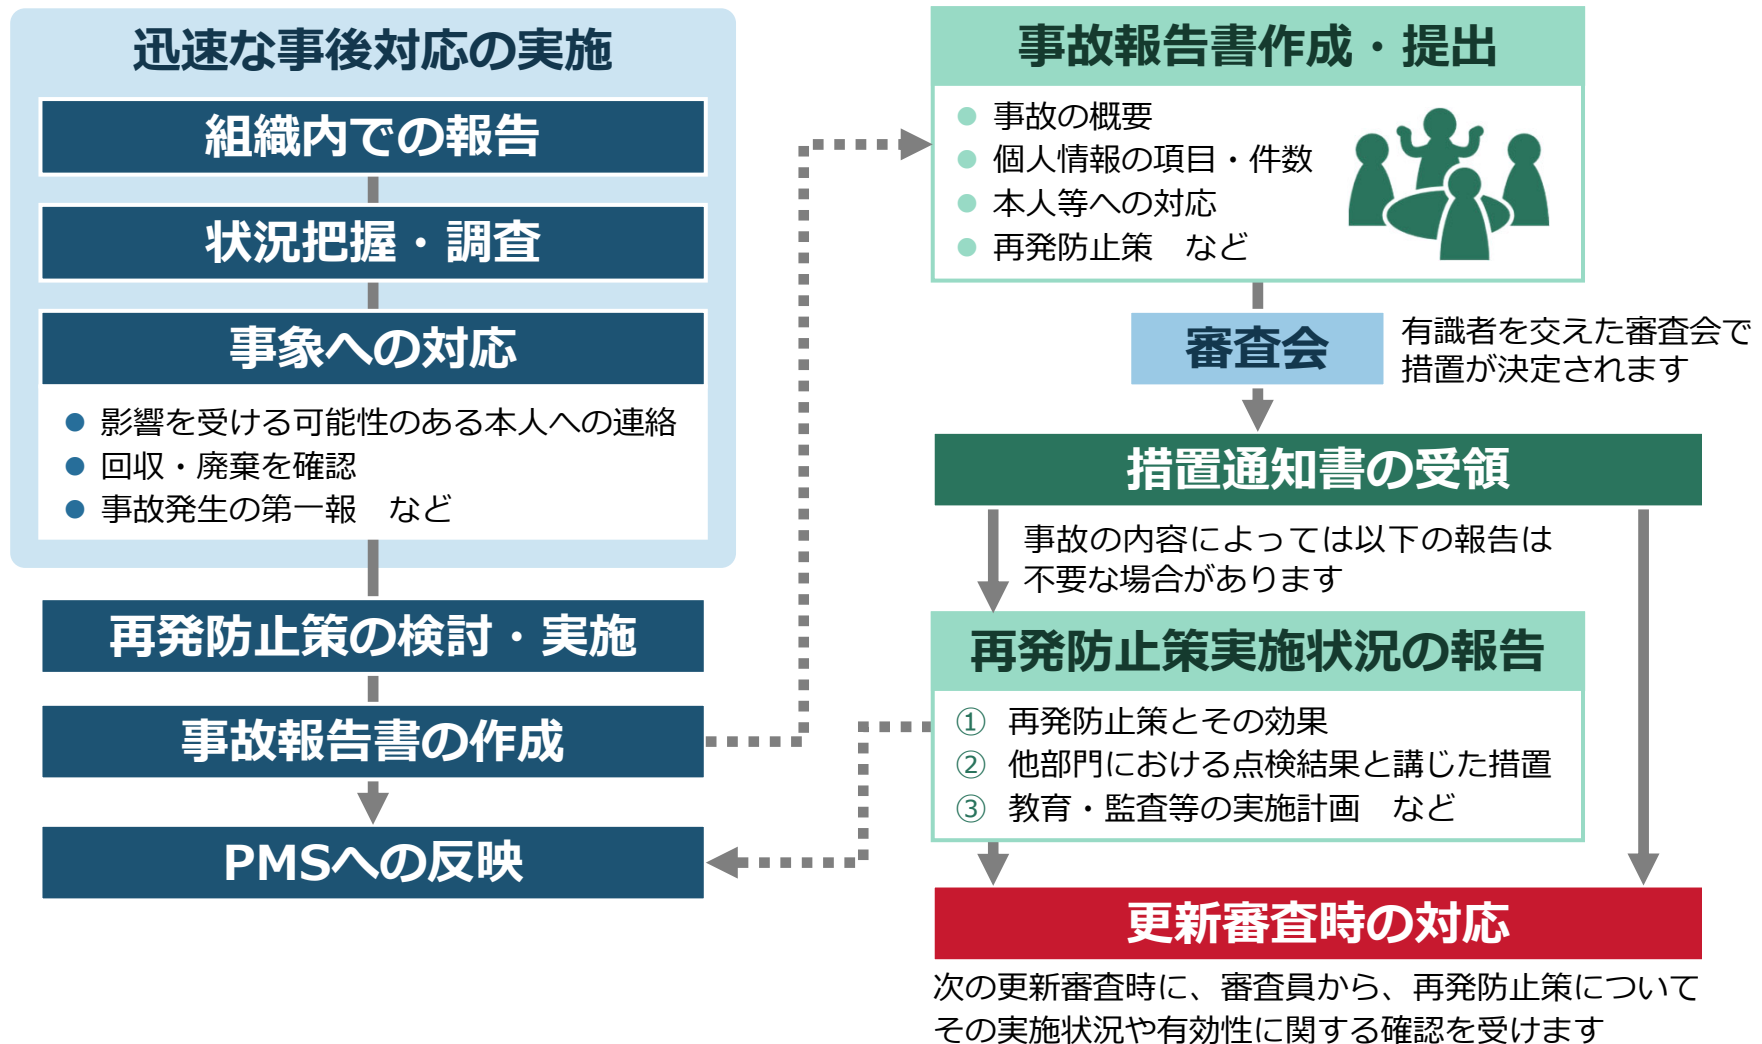 迅速な事後対応の実施
組織内での報告
状況把握・調査
事象への対応
● 影響を受ける可能性のある本人への連絡
● 回収・廃棄を確認
● 事故発生の第一報　など
再発防止策の検討・実施
事故報告書の作成
PMSへの反映
事故報告書作成・提出
● 事故の概要
● 個人情報の項目・件数
● 本人等への対応
● 再発防止策　など
審査会
有識者を交えた審査会で
措置が決定されます
措置通知書の受領
事故の内容によっては以下の報告は
不要な場合があります
再発防止策実施状況の報告
① 再発防止策とその効果
② 他部門における点検結果と講じた措置
③ 教育・監査等の実施計画　など
更新審査時の対応
次の更新審査時に、審査員から、再発防止策について
その実施状況や有効性に関する確認を受けます